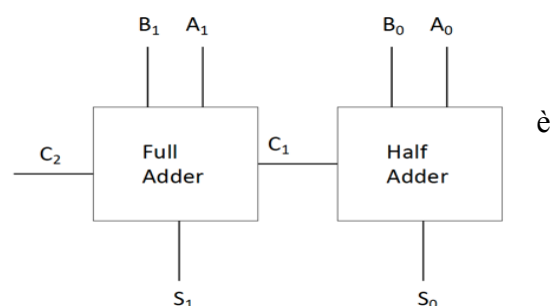 B₁ A₁ B₀ A₀
è
C₂ Full Adder C₁ Half Adder
S₁ S₀